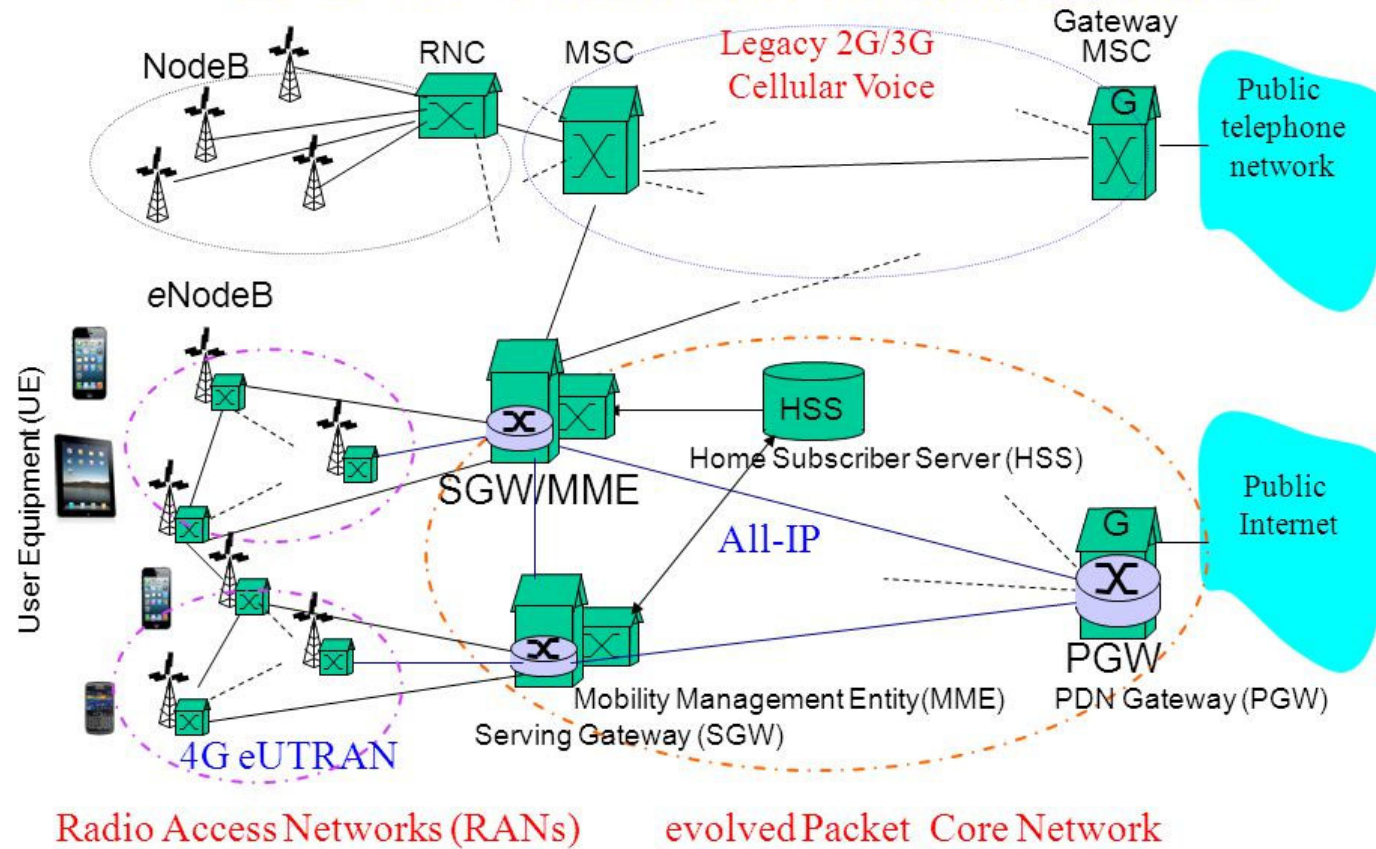 NodeB
RNC
MSC
Legacy 2G/3G
Cellular Voice
Gateway
MSC
G
Public
telephone
network
eNodeB
User Equipment (UE)
HSS
Home Subscriber Server (HSS)
SGW/MME
All-IP
G
Public
Internet
PGW
PDN Gateway (PGW)
Mobility Management Entity(MME)
Serving Gateway (SGW)
4G eUTRAN
Radio Access Networks (RANs)
evolved Packet Core Network